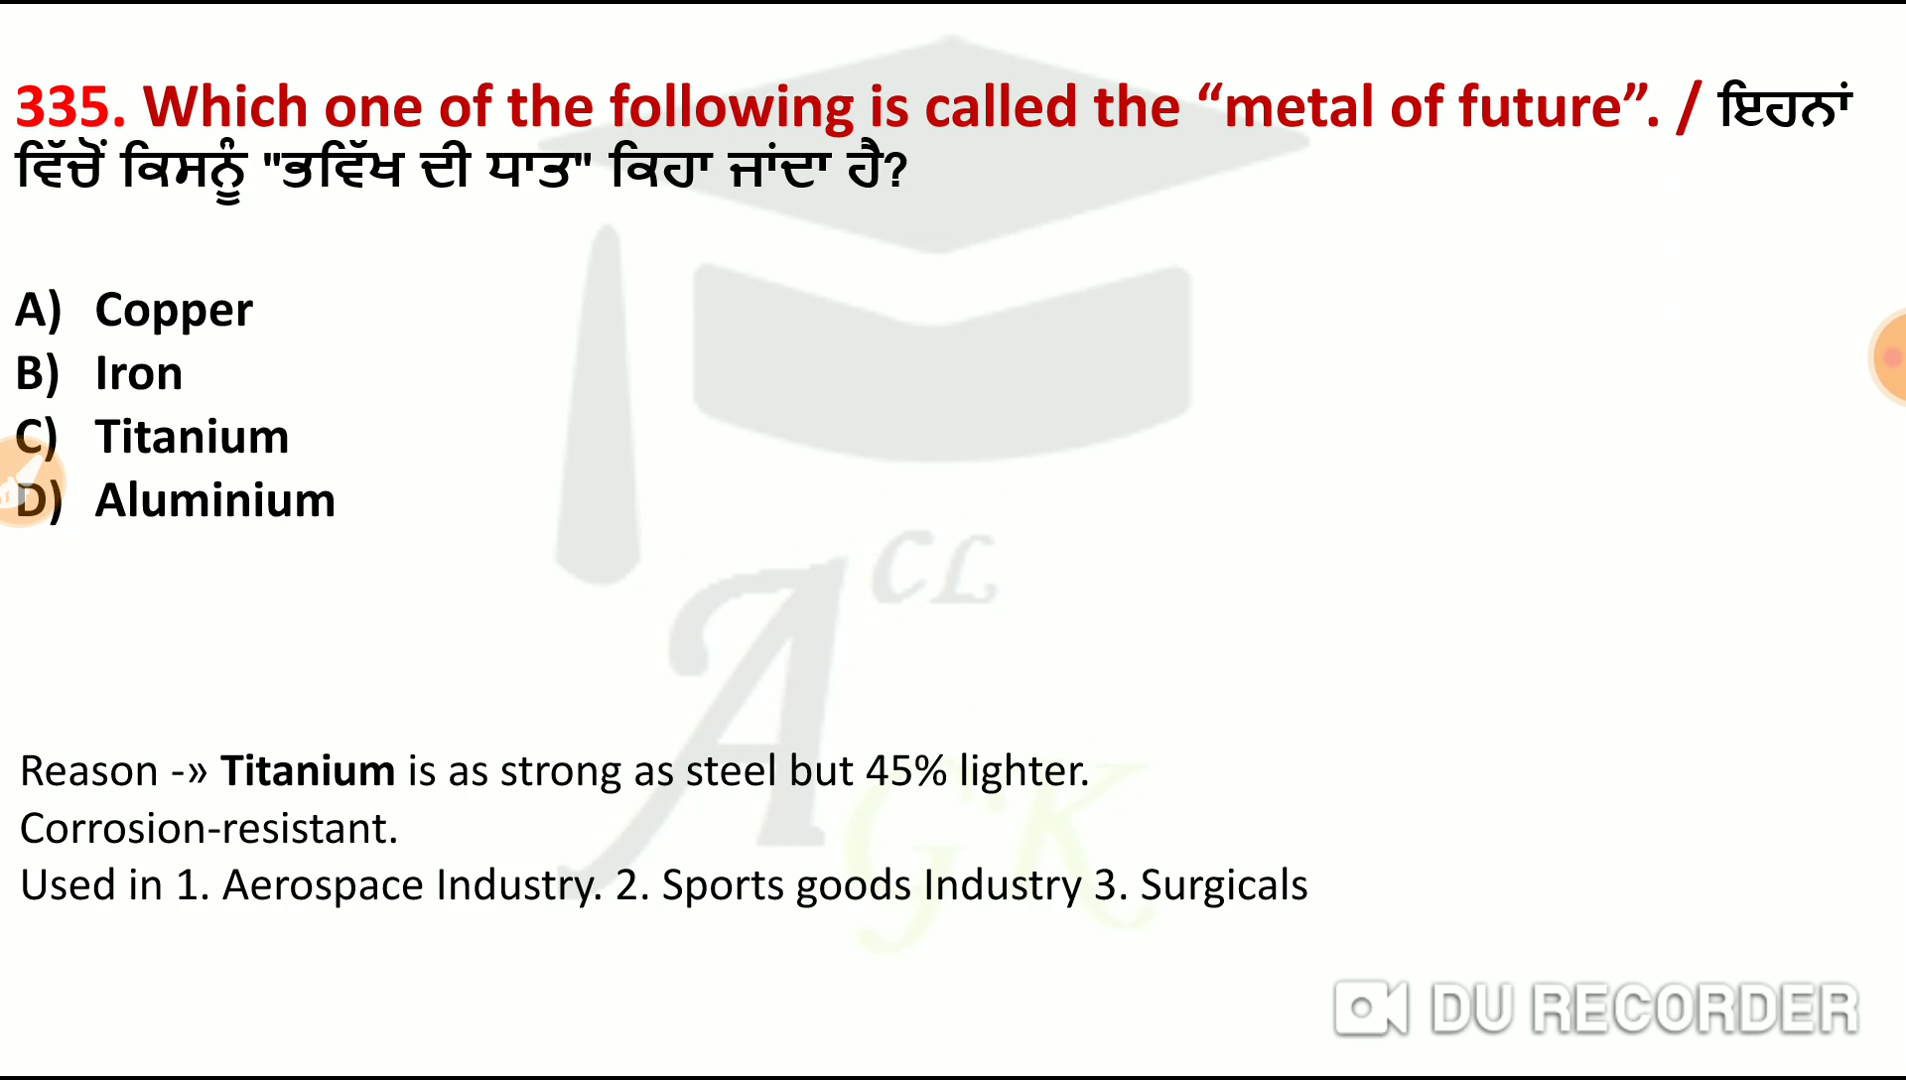 335. Which one of the following is called the “metal of future”. / ਇਹਨਾਂ
ਵਿੱਚੋਂ ਕਿਸਨੂੰ "ਭਵਿੱਖ ਦੀ ਧਾਤ" ਕਿਹਾ ਜਾਂਦਾ ਹੈ?
A) Copper
B) Iron
C) Titanium
D) Aluminium
CL
A
GK
Reason -» Titanium is as strong as steel but 45% lighter.
Corrosion-resistant.
Used in 1. Aerospace Industry. 2. Sports goods Industry 3. Surgicals
DU RECORDER